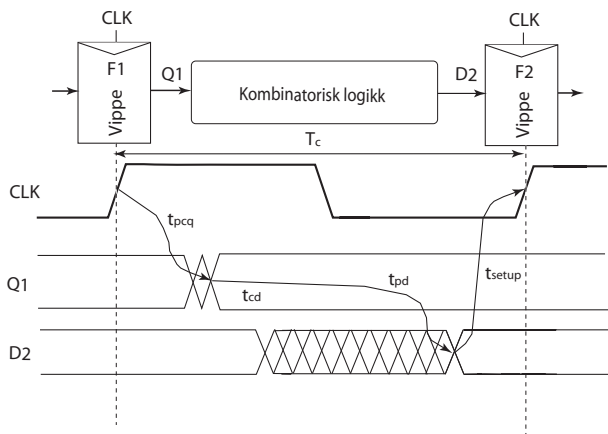 CLK
CLK
F1
Vippe
Q1
Kombinatorisk logikk
D2
F2
Vippe
Tc
CLK
tpcq
Q1
tcd
tpd
tsetup
D2